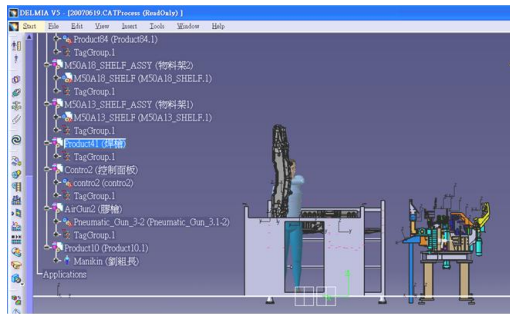 DELMIA V5 - [20070619.CATProcess (ReadOnly) ]
Start File Edit View Insert Tools Window Help
Product84 (Product84.1)
TagGroup.1
M50A18_SHELF_ASSY (物料架2)
M50A18_SHELF (M50A18_SHELF.1)
TagGroup.1
M50A13_SHELF_ASSY (物料架1)
M50A13_SHELF (M50A13_SHELF.1)
TagGroup.1
Product41 (焊槍)
TagGroup.1
Contro2 (控制面板)
contro2 (contro2)
TagGroup.1
AirGun2 (膠槍)
Pneumatic_Gun_3-2 (Pneumatic_Gun_3.1-2)
TagGroup.1
Product10 (Product10.1)
Manikin (劉組長)
Applications